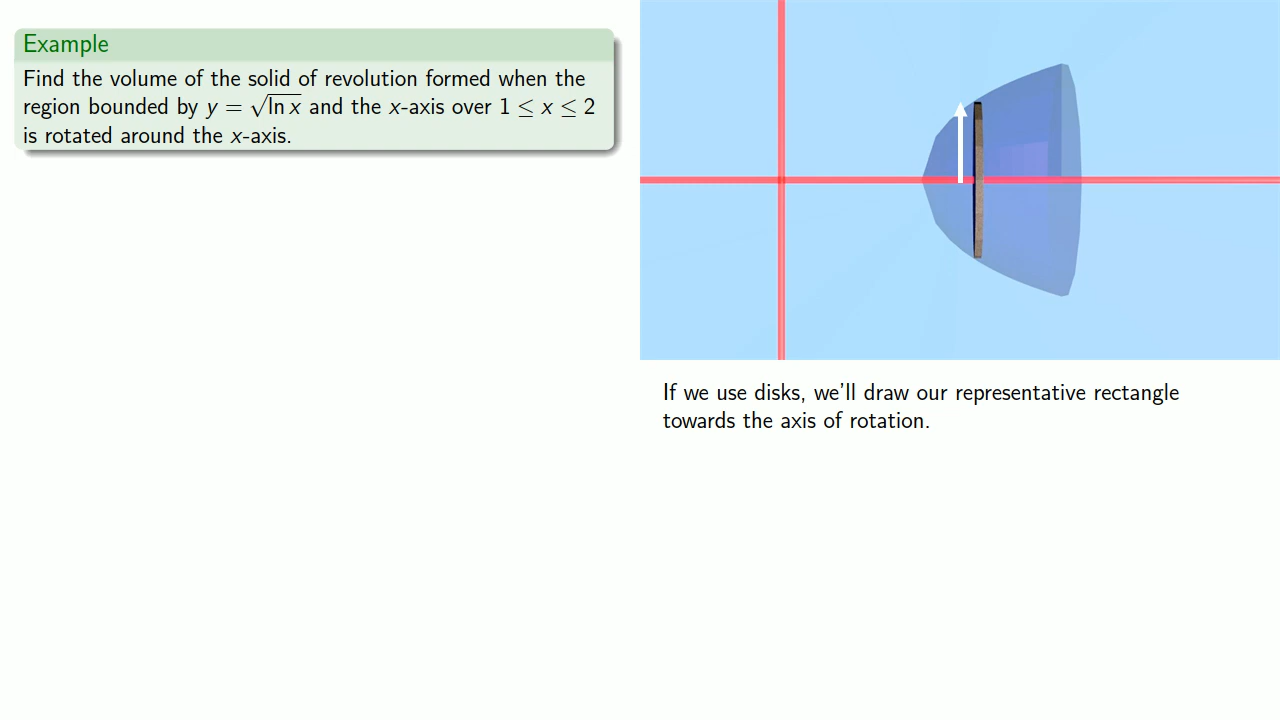 Example
Find the volume of the solid of revolution formed when the
region bounded by y = √ln x and the x-axis over 1 ≤ x ≤ 2
is rotated around the x-axis.
If we use disks, we'll draw our representative rectangle
towards the axis of rotation.